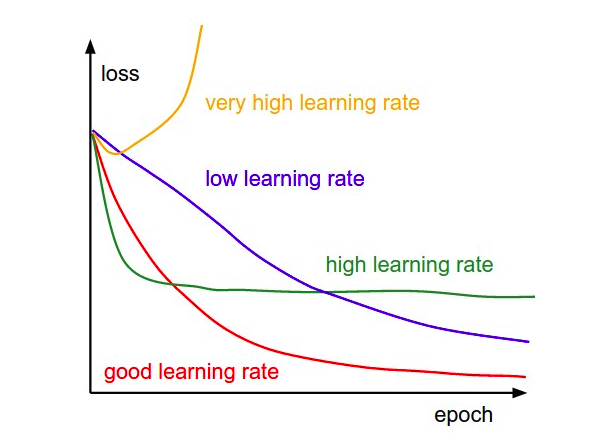 loss
very high learning rate
low learning rate
high learning rate
good learning rate
epoch